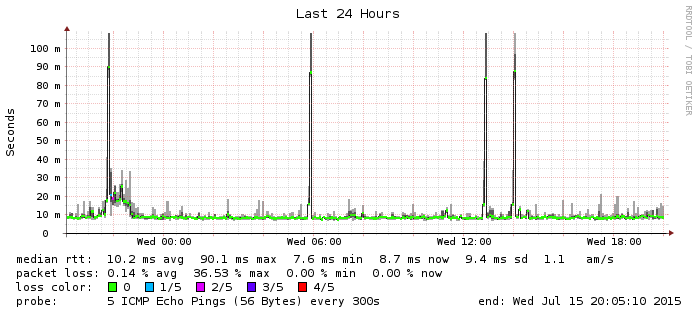 Last 24 Hours
RRDTOOL / TOBI OETIKER
Seconds
100 m
90 m
80 m
70 m
60 m
50 m
40 m
30 m
20 m
10 m
0
Wed 00:00 Wed 06:00 Wed 12:00 Wed 18:00
median rtt: 10.2 ms avg 90.1 ms max 7.6 ms min 8.7 ms now 9.4 ms sd 1.1 am/s
packet loss: 0.14 % avg 36.53 % max 0.00 % min 0.00 % now
loss color: 0 1/5 2/5 3/5 4/5
probe: 5 ICMP Echo Pings (56 Bytes) every 300s end: Wed Jul 15 20:05:10 2015